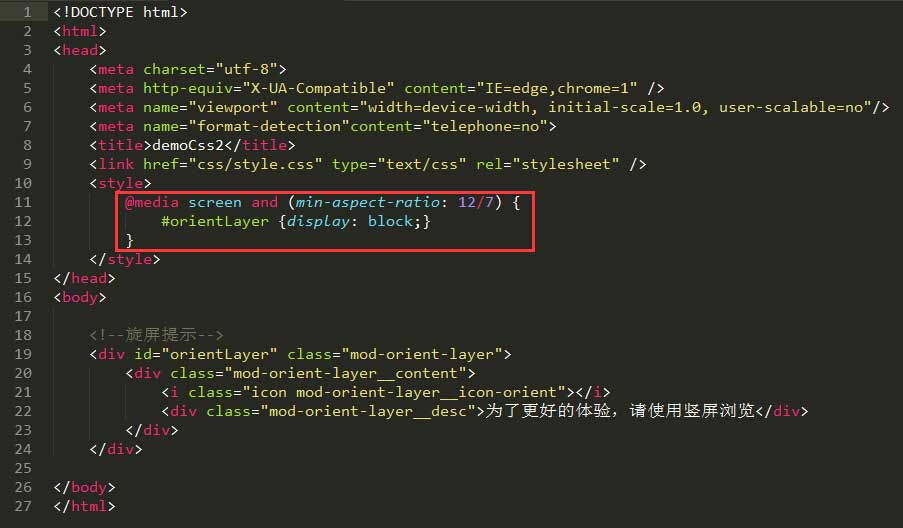 1 <!DOCTYPE html>
2 <html>
3 <head>
4 <meta charset="utf-8">
5 <meta http-equiv="X-UA-Compatible" content="IE=edge,chrome=1" />
6 <meta name="viewport" content="width=device-width, initial-scale=1.0, user-scalable=no"/>
7 <meta name="format-detection"content="telephone=no">
8 <title>demoCss2</title>
9 <link href="css/style.css" type="text/css" rel="stylesheet" />
10 <style>
11 @media screen and (min-aspect-ratio: 12/7) {
12 #orientLayer {display: block;}
13 }
14 </style>
15 </head>
16 <body>
17
18 <!--旋屏提示-->
19 <div id="orientLayer" class="mod-orient-layer">
20 <div class="mod-orient-layer__content">
21 <i class="icon mod-orient-layer__icon-orient"></i>
22 <div class="mod-orient-layer__desc">为了更好的体验，请使用竖屏浏览</div>
23 </div>
24 </div>
25
26 </body>
27 </html>